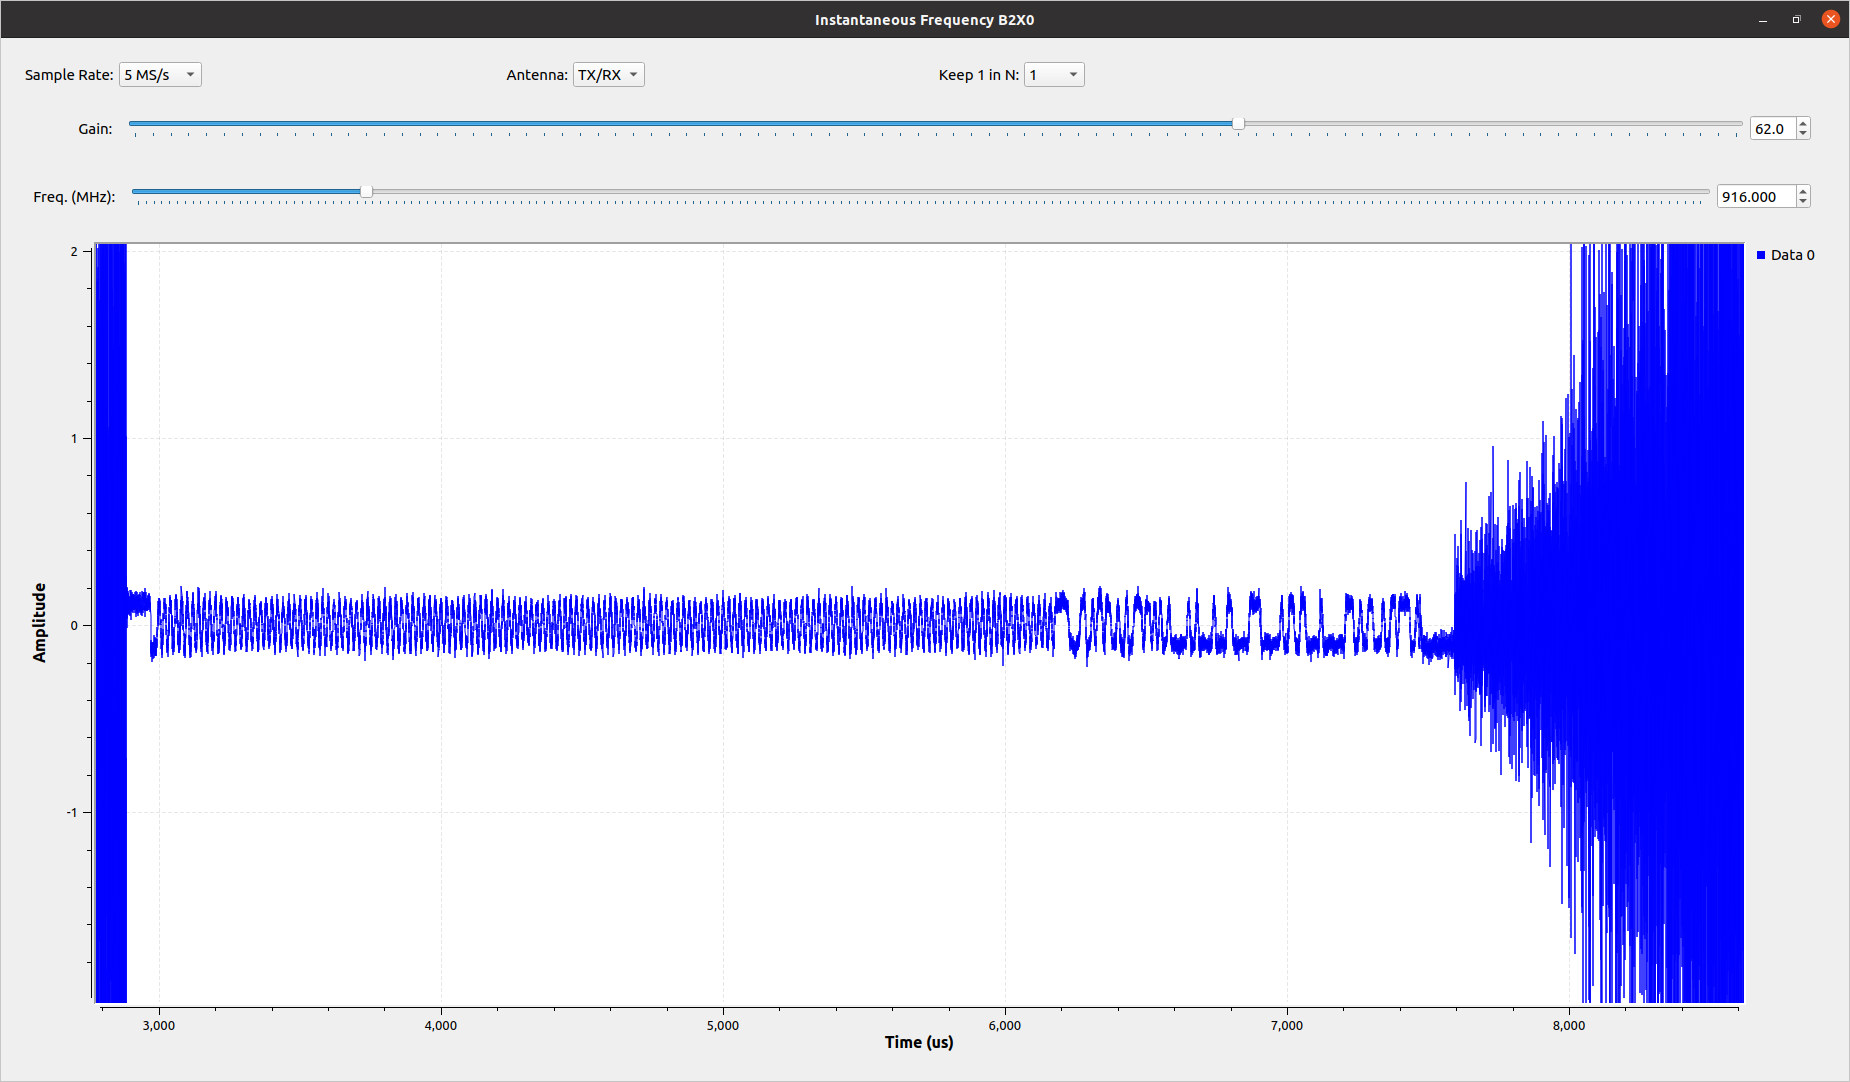 Instantaneous Frequency B2X0
Sample Rate: 5 MS/s Antenna: TX/RX Keep 1 in N: 1
Gain: 62.0
Freq. (MHz): 916.000
Data 0
2
1
0
-1
Amplitude
3,000 4,000 5,000 6,000 7,000 8,000
Time (us)